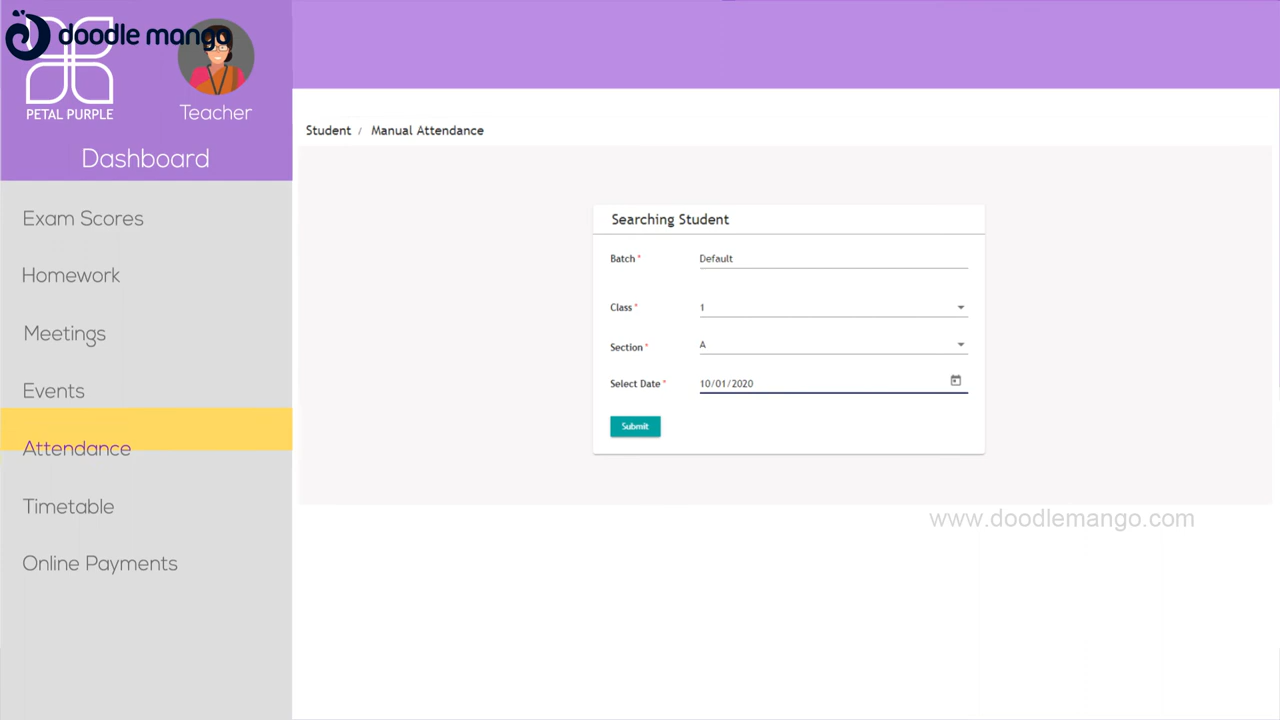 doodle mango
PETAL PURPLE
Teacher
Dashboard
Exam Scores
Homework
Meetings
Events
Attendance
Timetable
Online Payments
Student / Manual Attendance
Searching Student
Batch * Default
Class * 1
Section * A
Select Date * 10/01/2020
Submit
www.doodlemango.com